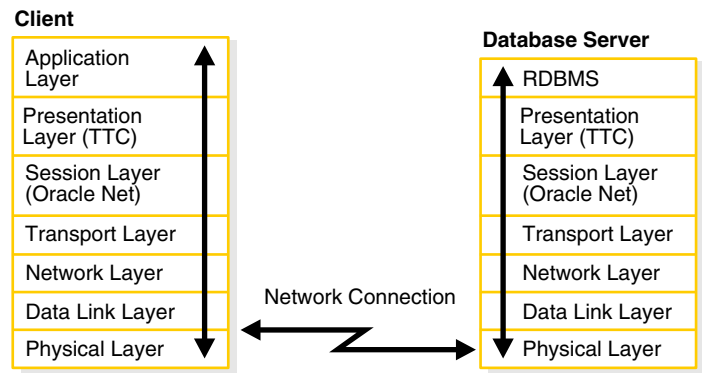 Client
Application
Layer
Presentation
Layer (TTC)
Session Layer
(Oracle Net)
Transport Layer
Network Layer
Data Link Layer
Physical Layer
Network Connection
Database Server
RDBMS
Presentation
Layer (TTC)
Session Layer
(Oracle Net)
Transport Layer
Network Layer
Data Link Layer
Physical Layer